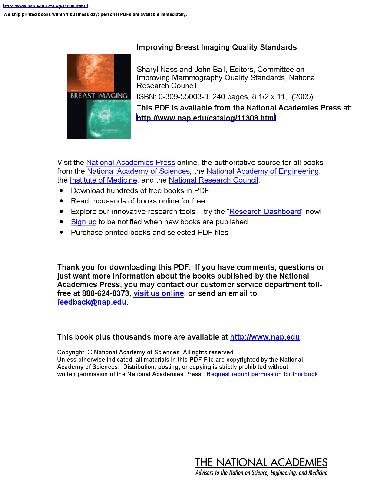 Improving Breast Imaging Quality Standards
Sharyl Nass and John Ball, Editors, Committee on
Improving Mammography Quality Standards, National
Research Council
ISBN: 0-309-55003-3, 240 pages, 8 1/2 x 11, (2005)
This PDF is available from the National Academies Press at:
http://www.nap.edu/catalog/11308.html
BREAST IMAGING
Visit the National Academies Press online, the authoritative source for all books
from the National Academy of Sciences, the National Academy of Engineering,
the Institute of Medicine, and the National Research Council:
• Download hundreds of free books in PDF
• Read thousands of books online for free
• Explore our innovative research tools – try the "Research Dashboard" now!
• Sign up to be notified when new books are published
• Purchase printed books and selected PDF files
Thank you for downloading this PDF. If you have comments, questions or
just want more information about the books published by the National
Academies Press, you may contact our customer service department toll-
free at 888-624-8373, visit us online, or send an email to
feedback@nap.edu.
This book plus thousands more are available at http://www.nap.edu.
Copyright © National Academy of Sciences. All rights reserved.
Unless otherwise indicated, all materials in this PDF File are copyrighted by the National
Academy of Sciences. Distribution, posting, or copying is strictly prohibited without
written permission of the National Academies Press. Request reprint permission for this book.
THE NATIONAL ACADEMIES
Advisers to the Nation on Science, Engineering, and Medicine